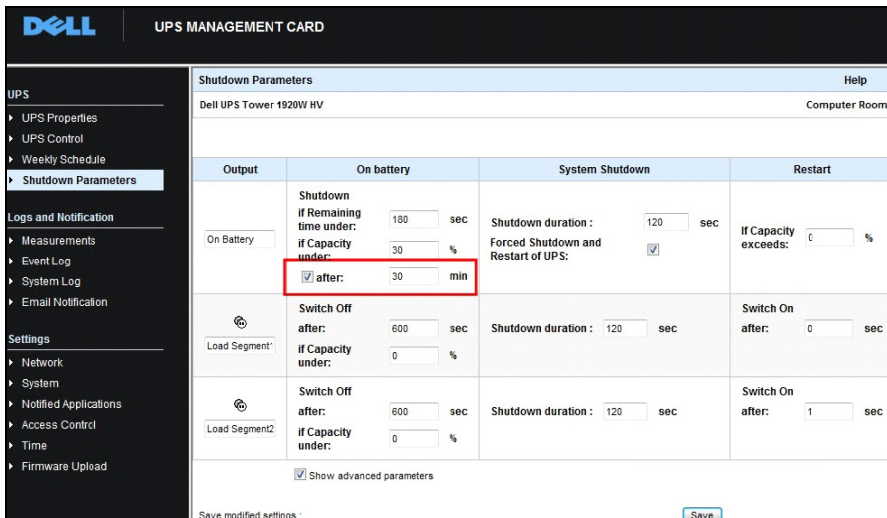 DELL
UPS MANAGEMENT CARD
UPS
UPS Properties
UPS Control
Weekly Schedule
Shutdown Parameters
Logs and Notification
Measurements
Event Log
System Log
Email Notification
Settings
Network
System
Notified Applications
Access Control
Time
Firmware Upload
Shutdown Parameters Help
Dell UPS Tower 1920W HV Computer Room
Output On battery System Shutdown Restart
On Battery
Shutdown
if Remaining
time under: 180 sec
if Capacity
under: 30 %
after: 30 min
Shutdown duration : 120 sec
Forced Shutdown and
Restart of UPS:
If Capacity
exceeds: 0 %
Load Segment1
Switch Off
after: 600 sec
if Capacity
under: 0 %
Shutdown duration : 120 sec
Switch On
after: 0 sec
Load Segment2
Switch Off
after: 600 sec
if Capacity
under: 0 %
Shutdown duration : 120 sec
Switch On
after: 1 sec
Show advanced parameters
Save modified settings : Save